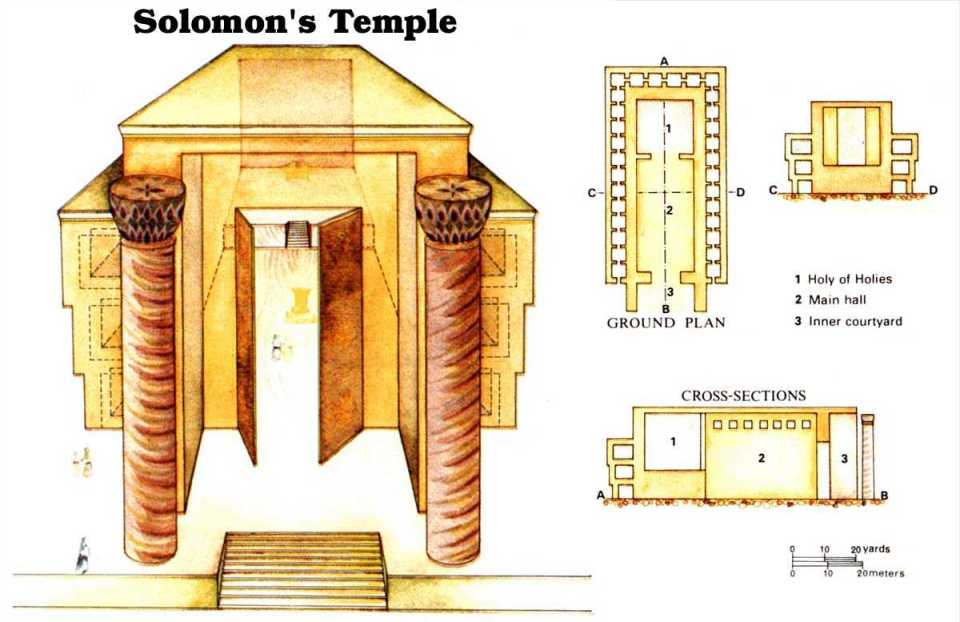 Solomon's Temple
A
1
C
D
2
3
B
GROUND PLAN
C
D
1 Holy of Holies
2 Main hall
3 Inner courtyard
CROSS-SECTIONS
1
2
3
A
B
0 10 20 yards
0 10 20 meters